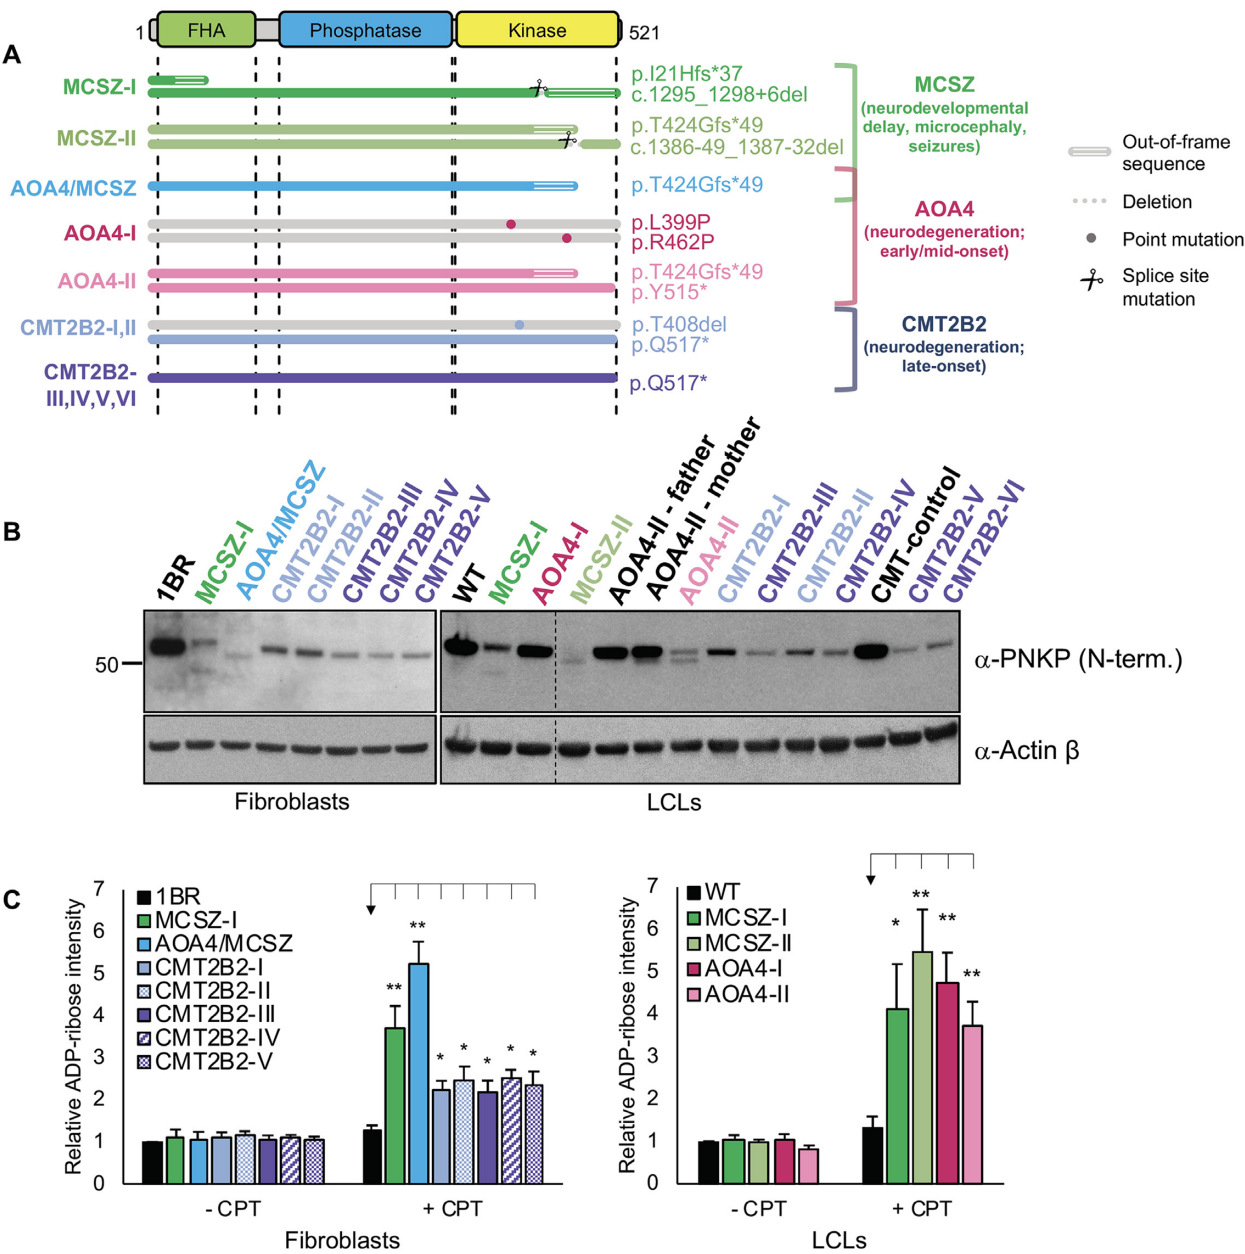 1
FHA
Phosphatase
Kinase
521
A
MCSZ-I
p.I21Hfs*37
c.1295_1298+6del
MCSZ-II
p.T424Gfs*49
c.1386-49_1387-32del
AOA4/MCSZ
p.T424Gfs*49
AOA4-I
p.L399P
p.R462P
AOA4-II
p.T424Gfs*49
p.Y515*
CMT2B2-I,II
p.T408del
p.Q517*
CMT2B2-
III,IV,V,VI
p.Q517*
MCSZ
(neurodevelopmental
delay, microcephaly,
seizures)
AOA4
(neurodegeneration;
early/mid-onset)
CMT2B2
(neurodegeneration;
late-onset)
Out-of-frame
sequence
Deletion
Point mutation
Splice site
mutation
B
1BR
MCSZ-I
AOA4/MCSZ
CMT2B2-I
CMT2B2-II
CMT2B2-III
CMT2B2-IV
CMT2B2-V
WT
MCSZ-I
AOA4-I
MCSZ-II
AOA4-II - father
AOA4-II - mother
AOA4-II
CMT2B2-I
CMT2B2-III
CMT2B2-II
CMT2B2-IV
CMT-control
CMT2B2-V
CMT2B2-VI
50
α-PNKP (N-term.)
α-Actin β
Fibroblasts
LCLs
C
Relative ADP-ribose intensity
7
6
5
4
3
2
1
0
1BR
MCSZ-I
AOA4/MCSZ
CMT2B2-I
CMT2B2-II
CMT2B2-III
CMT2B2-IV
CMT2B2-V
**
**
*
*
*
*
*
- CPT
+ CPT
Fibroblasts
Relative ADP-ribose intensity
7
6
5
4
3
2
1
0
WT
MCSZ-I
MCSZ-II
AOA4-I
AOA4-II
*
**
**
**
- CPT
+ CPT
LCLs